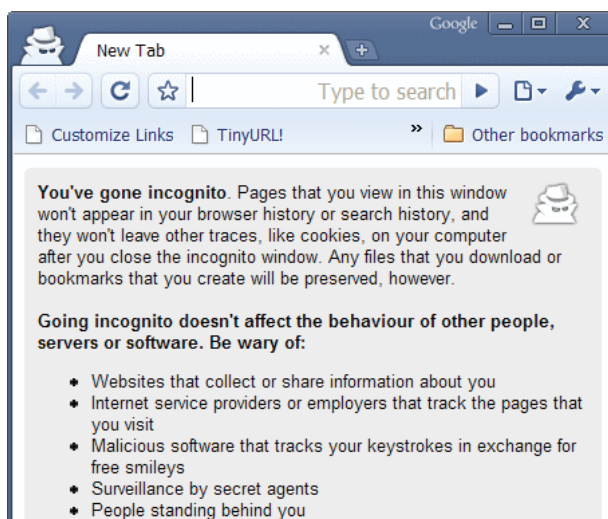 Google
New Tab
Type to search
Customize Links TinyURL! » Other bookmarks
You've gone incognito. Pages that you view in this window
won't appear in your browser history or search history, and
they won't leave other traces, like cookies, on your computer
after you close the incognito window. Any files that you download or
bookmarks that you create will be preserved, however.
Going incognito doesn't affect the behaviour of other people,
servers or software. Be wary of:
• Websites that collect or share information about you
• Internet service providers or employers that track the pages that
you visit
• Malicious software that tracks your keystrokes in exchange for
free smileys
• Surveillance by secret agents
• People standing behind you